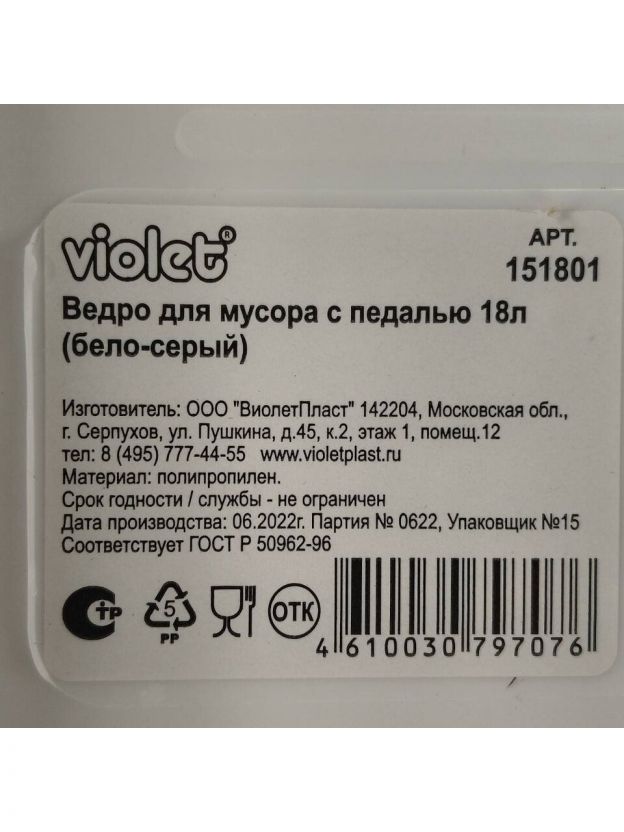 violet®
АРТ.
151801
Ведро для мусора с педалью 18л
(бело-серый)
Изготовитель: ООО "ВиолетПласт" 142204, Московская обл.,
г. Серпухов, ул. Пушкина, д.45, к.2, этаж 1, помещ.12
тел: 8 (495) 777-44-55 www.violetplast.ru
Материал: полипропилен.
Срок годности / службы - не ограничен
Дата производства: 06.2022г. Партия № 0622, Упаковщик №15
Соответствует ГОСТ Р 50962-96
СТР
5
PP
ОТК
4 610030 797076